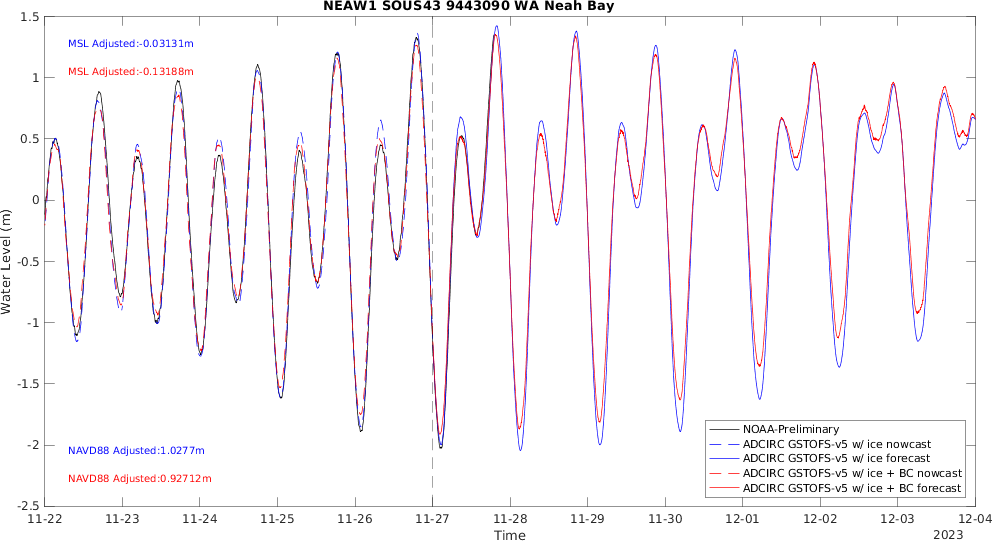 NEAW1 SOUS43 9443090 WA Neah Bay
1.5
MSL Adjusted:-0.03131m
1
MSL Adjusted:-0.13188m
0.5
0
-0.5
-1
-1.5
-2
-2.5
Water Level (m)
NAVD88 Adjusted:1.0277m
NAVD88 Adjusted:0.92712m
NOAA-Preliminary
ADCIRC GSTOFS-v5 w/ ice nowcast
ADCIRC GSTOFS-v5 w/ ice forecast
ADCIRC GSTOFS-v5 w/ ice + BC nowcast
ADCIRC GSTOFS-v5 w/ ice + BC forecast
11-22 11-23 11-24 11-25 11-26 11-27 11-28 11-29 11-30 12-01 12-02 12-03 12-04
Time
2023